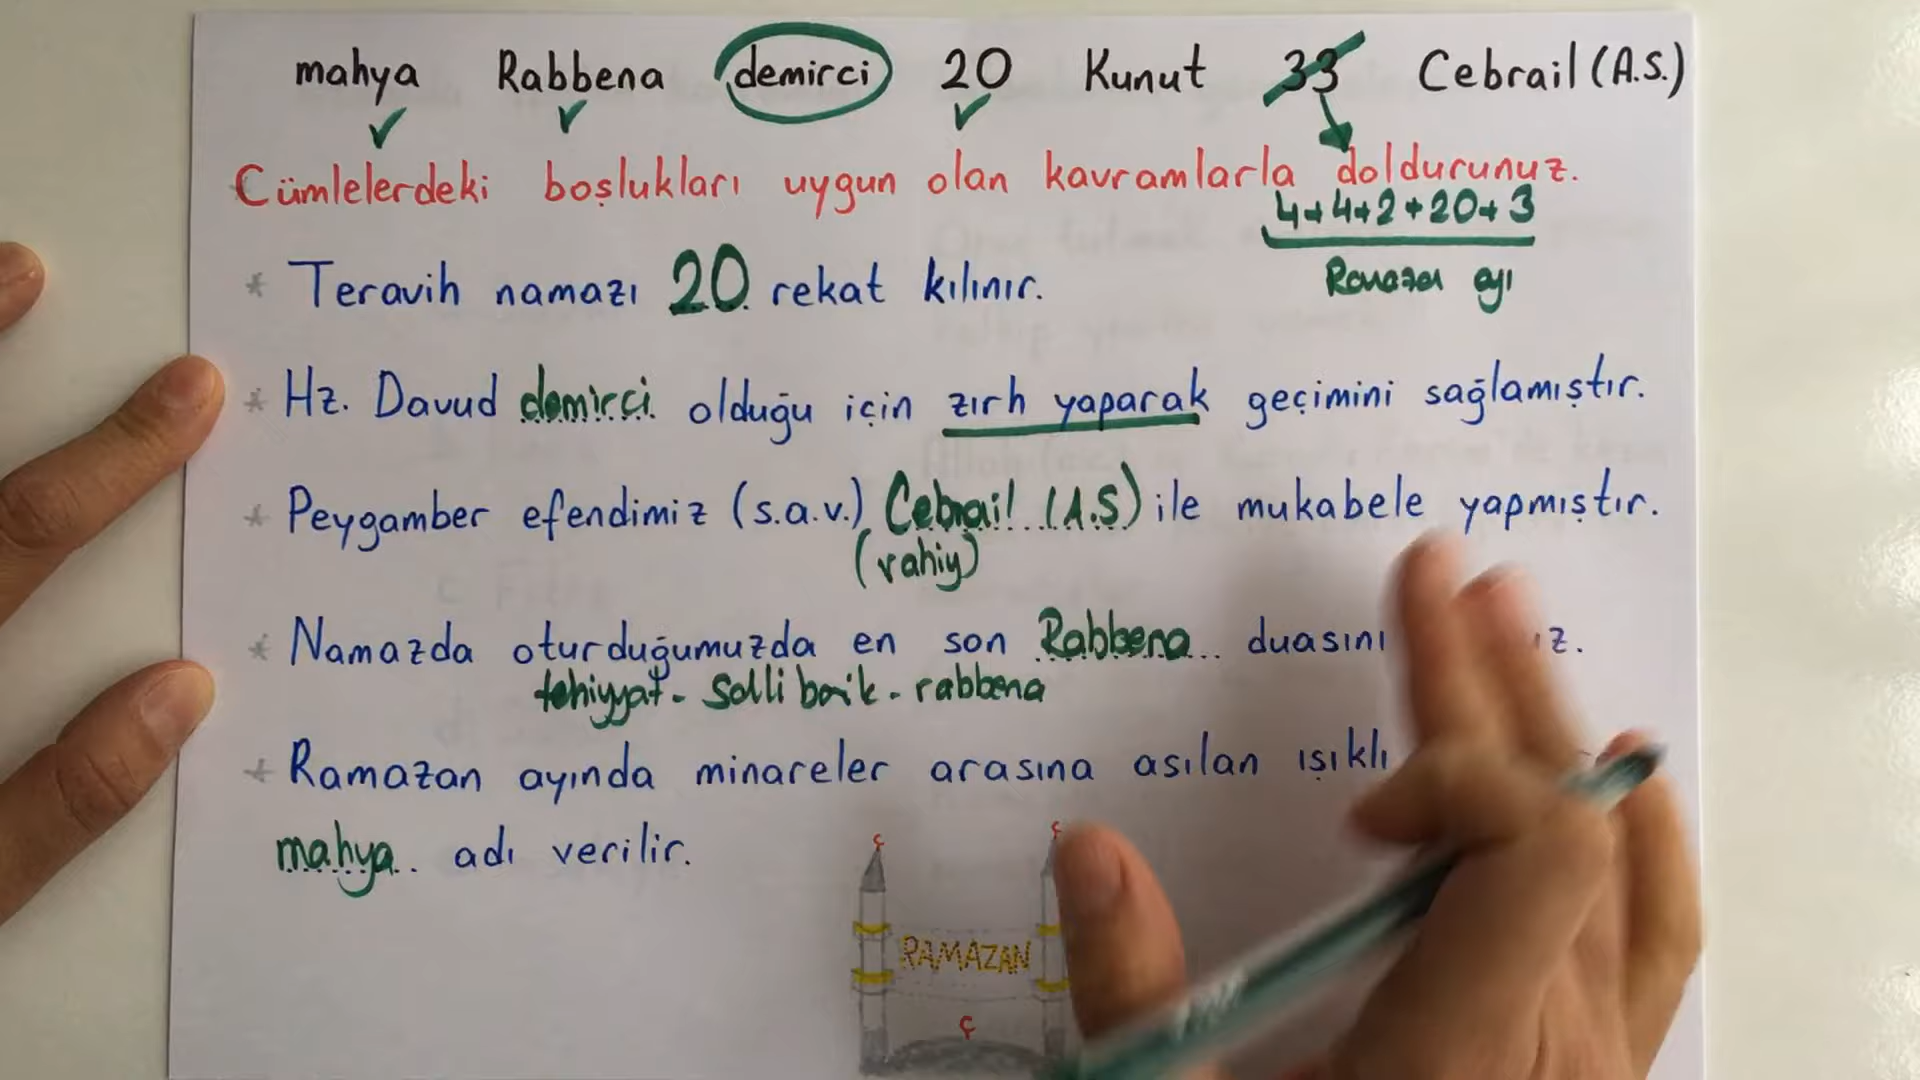 mahya Rabbena demirci 20 Kunut 33 Cebrail (A.S.)
Cümlelerdeki boşlukları uygun olan kavramlarla doldurunuz.
4+4+2+20+3
Ramazan ayı
* Teravih namazı 20 rekat kılınır.
* Hz. Davud demirci olduğu için zırh yaparak geçimini sağlamıştır.
* Peygamber efendimiz (s.a.v.) Cebrail (A.S) ile mukabele yapmıştır.
(vahiy)
* Namazda oturduğumuzda en son Rabbena duasını
tehiyyat - Salli barik - rabbena
* Ramazan ayında minareler arasına asılan ışıklı
mahya adı verilir.
RAMAZAN